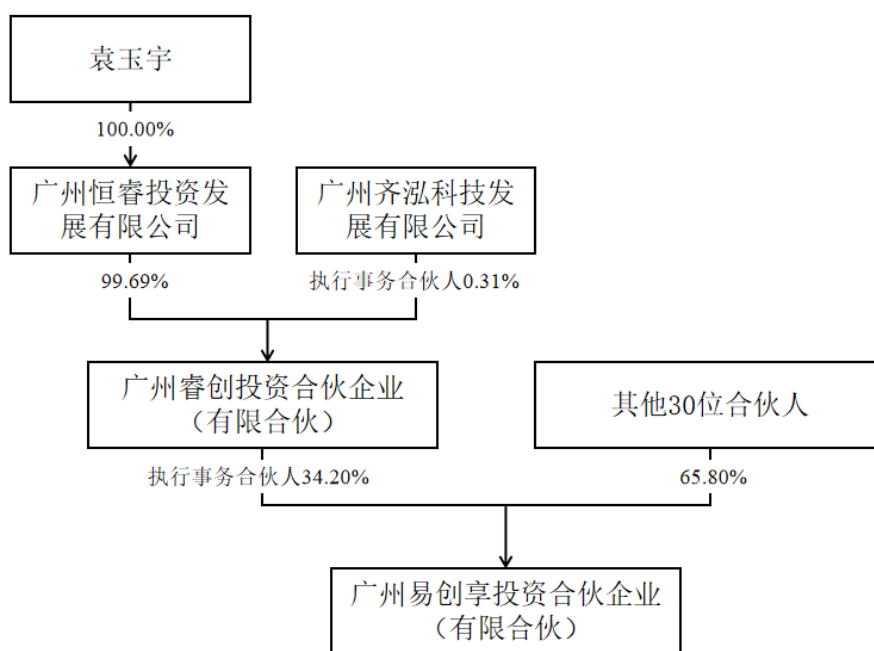 袁玉宇
100.00%
广州恒睿投资发
展有限公司
广州齐泓科技发
展有限公司
99.69%
执行事务合伙人0.31%
广州睿创投资合伙企业
（有限合伙）
其他30位合伙人
执行事务合伙人34.20%
65.80%
广州易创享投资合伙企业
（有限合伙）